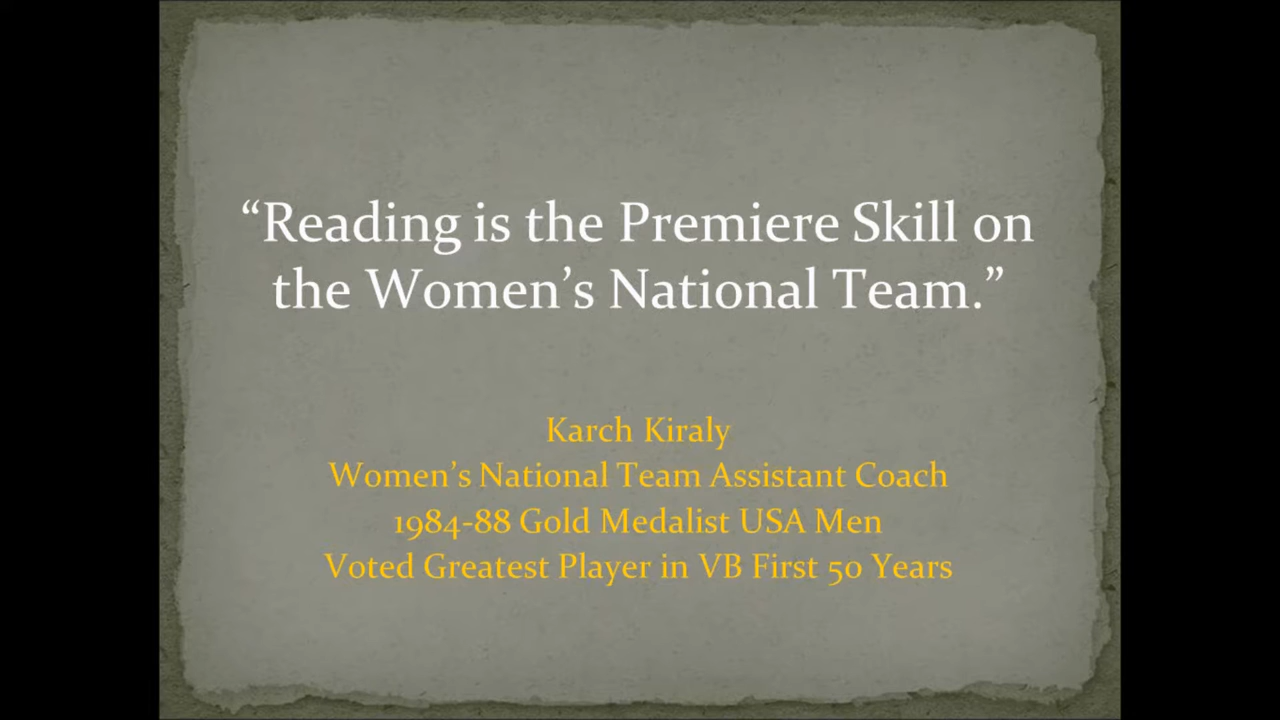 “Reading is the Premiere Skill on
the Women’s National Team.”
Karch Kiraly
Women’s National Team Assistant Coach
1984-88 Gold Medalist USA Men
Voted Greatest Player in VB First 50 Years